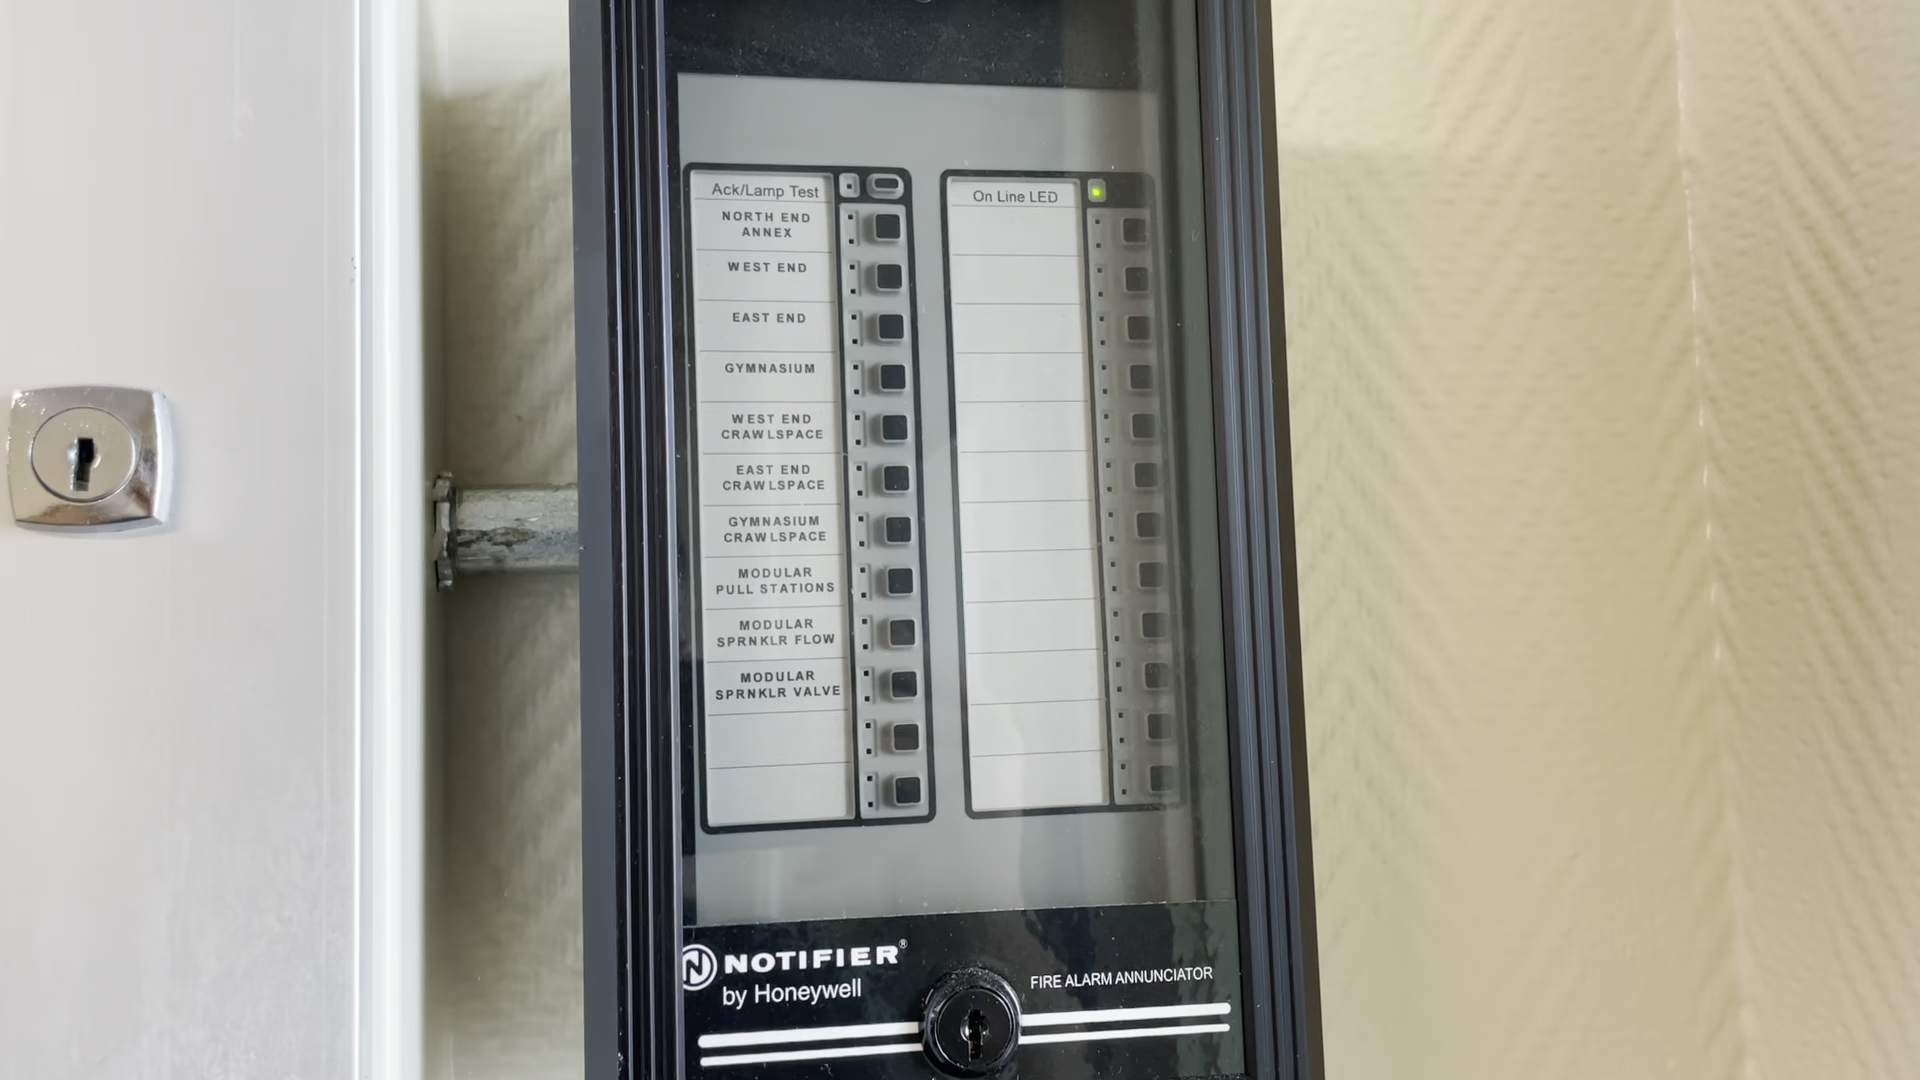 Ack/Lamp Test
NORTH END
ANNEX
WEST END
EAST END
GYMNASIUM
WEST END
CRAWLSPACE
EAST END
CRAWLSPACE
GYMNASIUM
CRAWLSPACE
MODULAR
PULL STATIONS
MODULAR
SPRNKLR FLOW
MODULAR
SPRNKLR VALVE
On Line LED
N NOTIFIER®
by Honeywell
FIRE ALARM ANNUNCIATOR